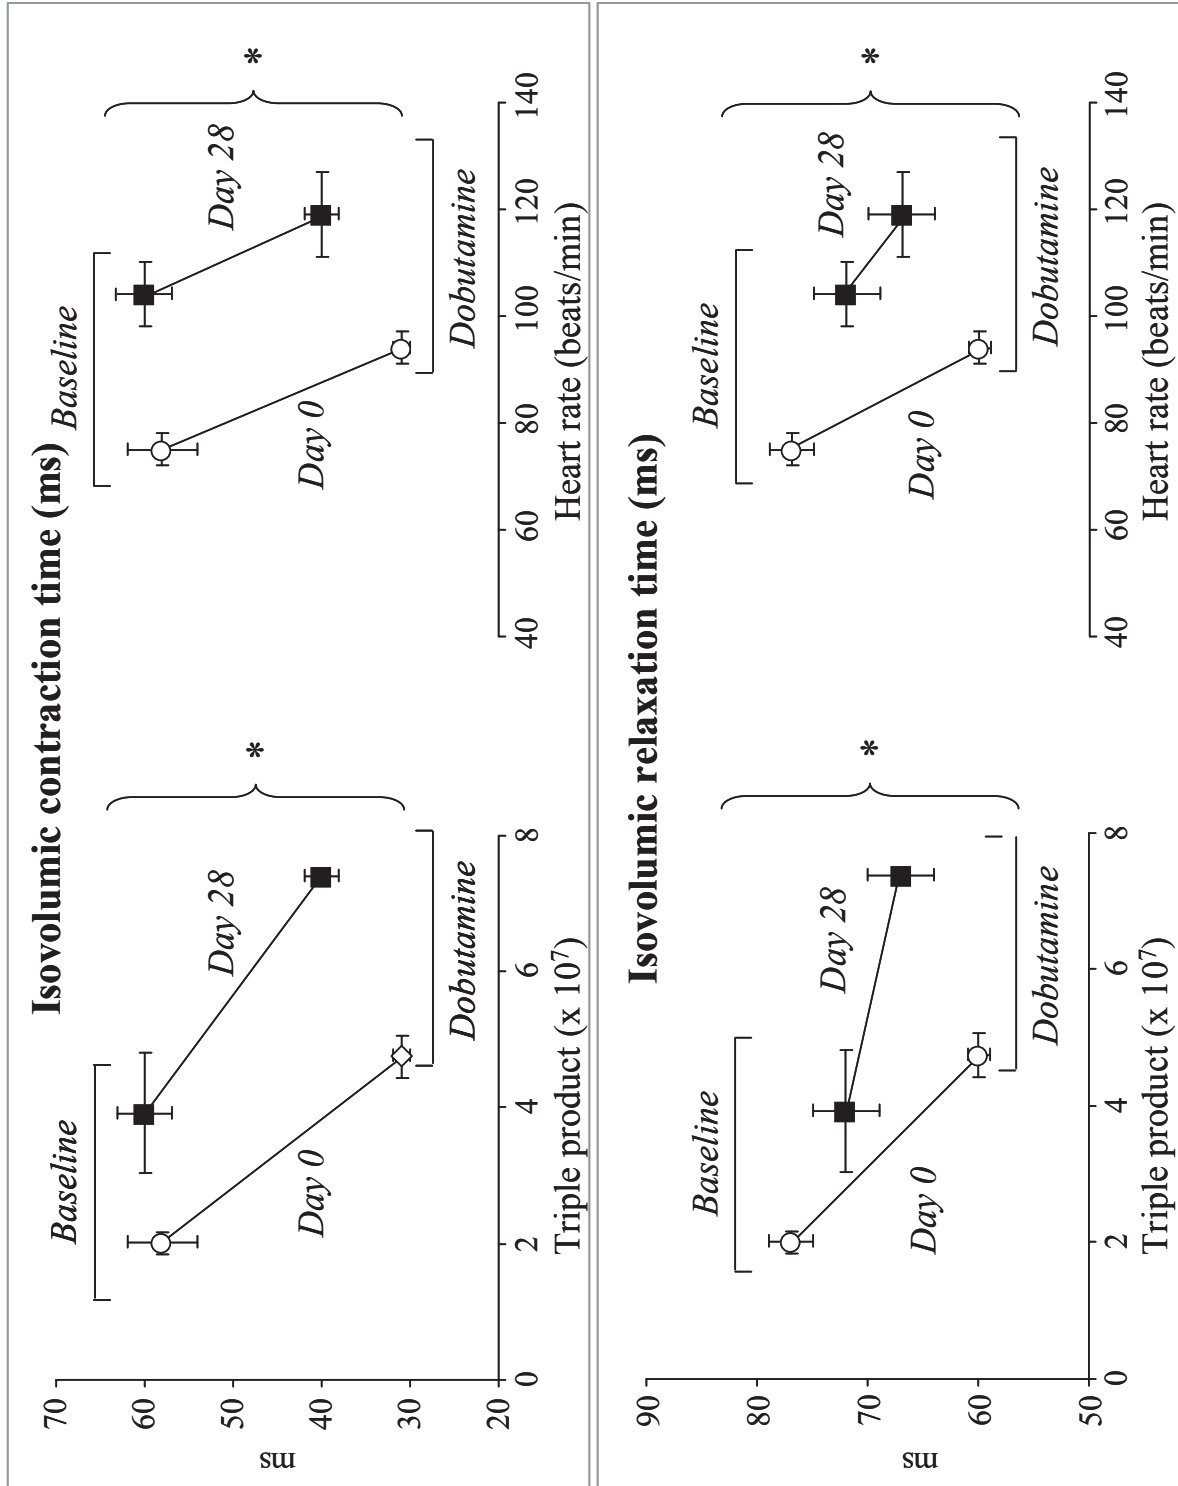 Isovolumic contraction time (ms)
Baseline
Baseline
*
*
Day 28
Day 28
Day 0
Day 0
Dobutamine
Dobutamine
ms
70
60
50
40
30
20
0 2 4 6 8
40 60 80 100 120 140
Triple product (x 10⁷)
Heart rate (beats/min)
Isovolumic relaxation time (ms)
Baseline
Baseline
*
*
Day 28
Day 28
Day 0
Day 0
Dobutamine
Dobutamine
ms
90
80
70
60
50
0 2 4 6 8
40 60 80 100 120 140
Triple product (x 10⁷)
Heart rate (beats/min)